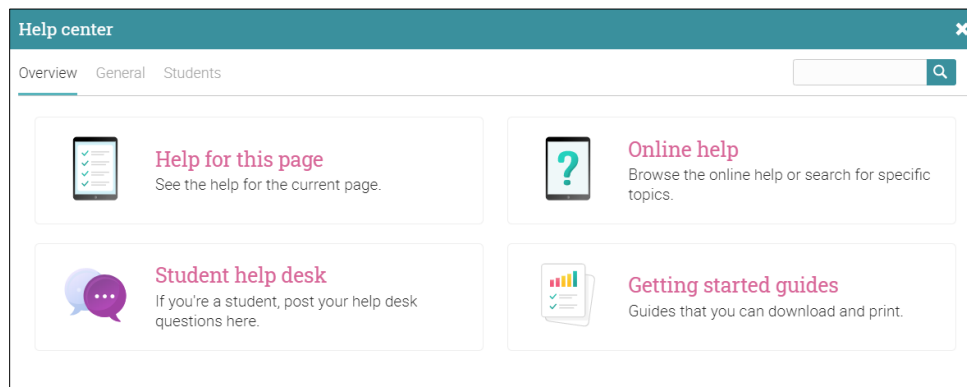 Help center
Overview General Students
Help for this page
See the help for the current page.
Online help
Browse the online help or search for specific
topics.
Student help desk
If you're a student, post your help desk
questions here.
Getting started guides
Guides that you can download and print.